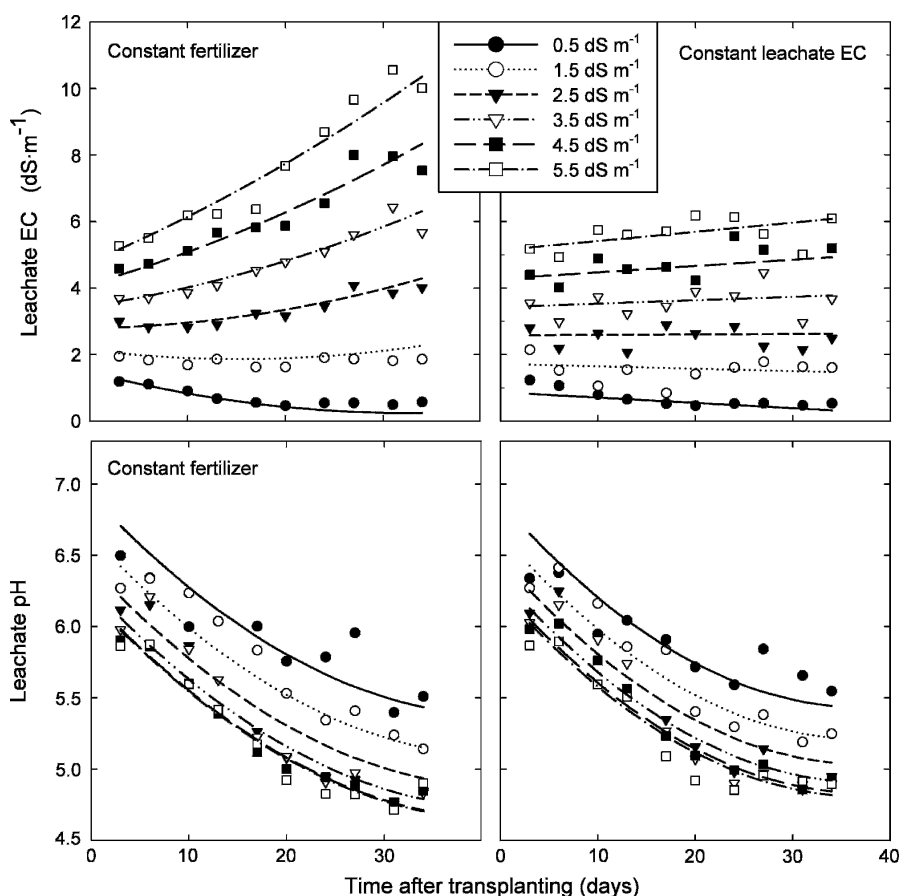 12
10
8
6
4
2
0
Leachate EC (dS·m⁻¹)
Constant fertilizer
0.5 dS m⁻¹
1.5 dS m⁻¹
2.5 dS m⁻¹
3.5 dS m⁻¹
4.5 dS m⁻¹
5.5 dS m⁻¹
Constant leachate EC
7.0
6.5
6.0
5.5
5.0
4.5
Leachate pH
Constant fertilizer
0 10 20 30 0 10 20 30 40
Time after transplanting (days)